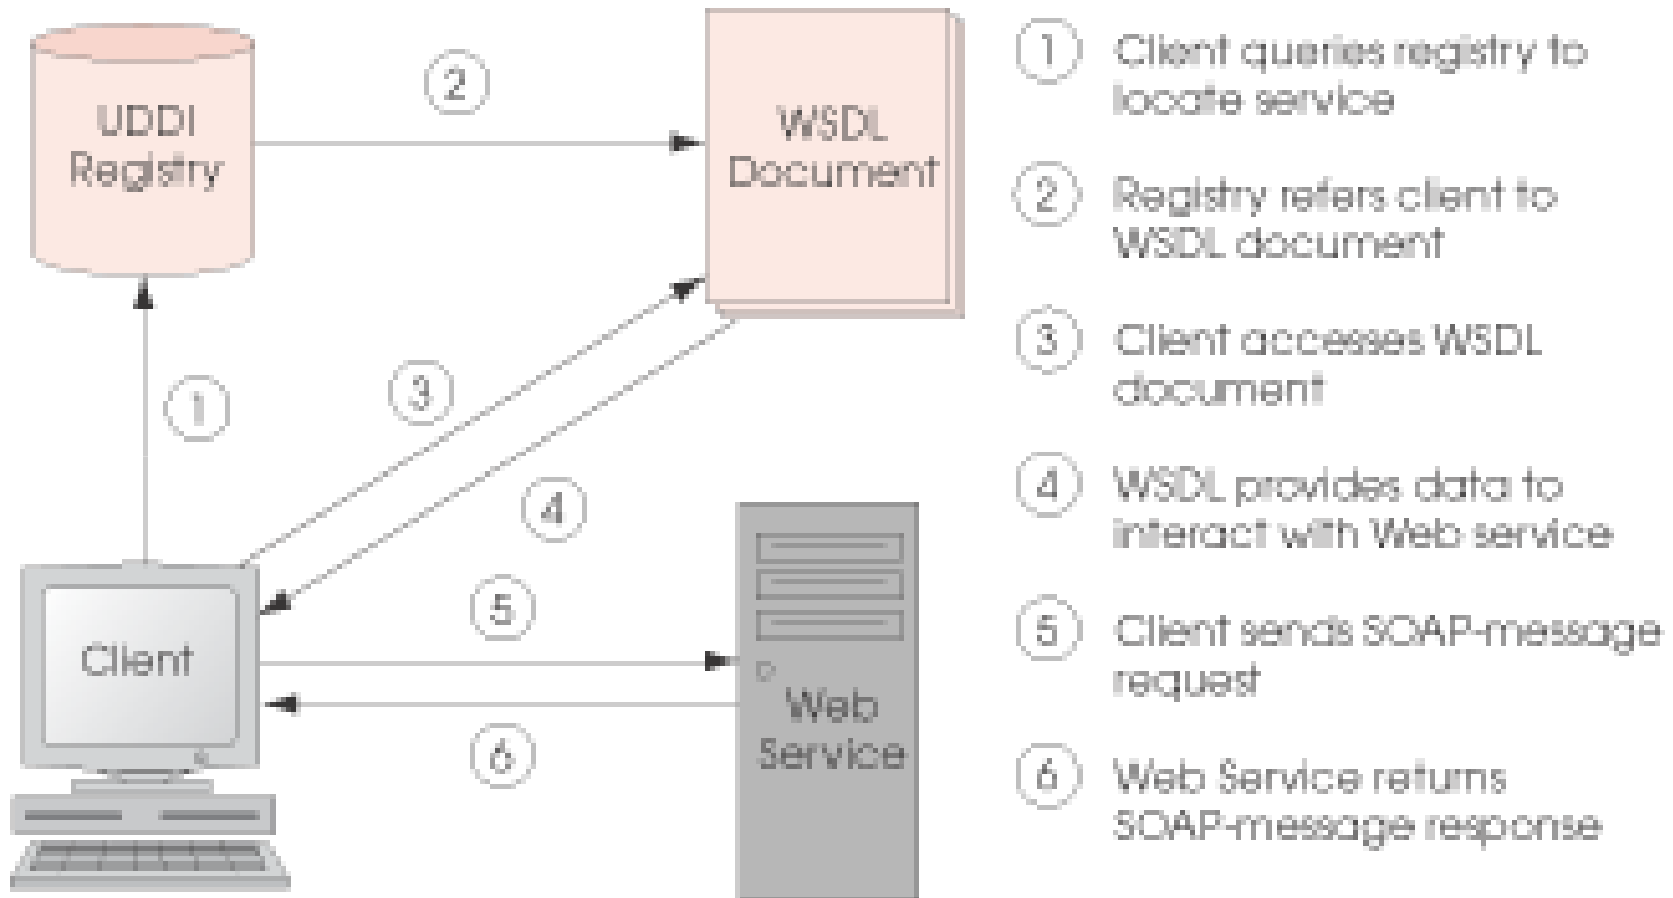 UDDI
Registry
2
WSDL
Document
1
3
4
Client
5
6
Web
Service
1 Client queries registry to
locate service
2 Registry refers client to
WSDL document
3 Client accesses WSDL
document
4 WSDL provides data to
interact with Web service
5 Client sends SOAP-message
request
6 Web Service returns
SOAP-message response